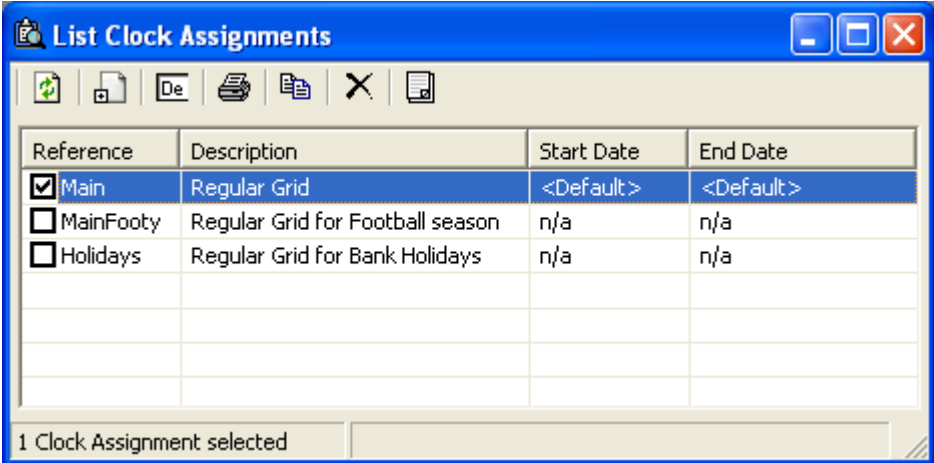 List Clock Assignments
De
Reference Description Start Date End Date
Main Regular Grid <Default> <Default>
MainFooty Regular Grid for Football season n/a n/a
Holidays Regular Grid for Bank Holidays n/a n/a
1 Clock Assignment selected